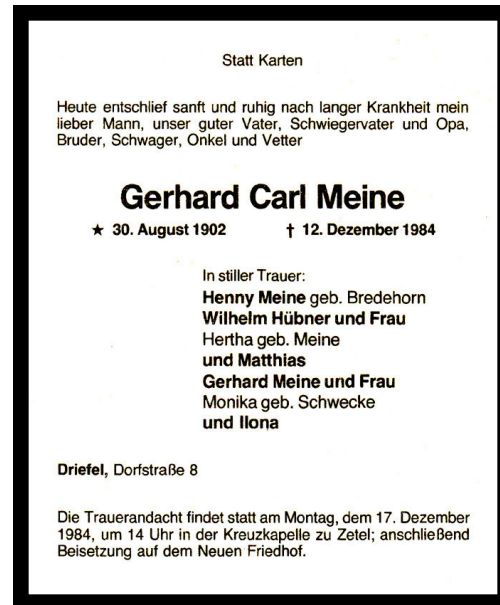 Statt Karten
Heute entschlief sanft und ruhig nach langer Krankheit mein
lieber Mann, unser guter Vater, Schwiegervater und Opa,
Bruder, Schwager, Onkel und Vetter
Gerhard Carl Meine
★ 30. August 1902 † 12. Dezember 1984
In stiller Trauer:
Henny Meine geb. Bredehorn
Wilhelm Hübner und Frau
Hertha geb. Meine
und Matthias
Gerhard Meine und Frau
Monika geb. Schwecke
und Ilona
Driefel, Dorfstraße 8
Die Trauerandacht findet statt am Montag, dem 17. Dezember
1984, um 14 Uhr in der Kreuzkapelle zu Zetel; anschließend
Beisetzung auf dem Neuen Friedhof.